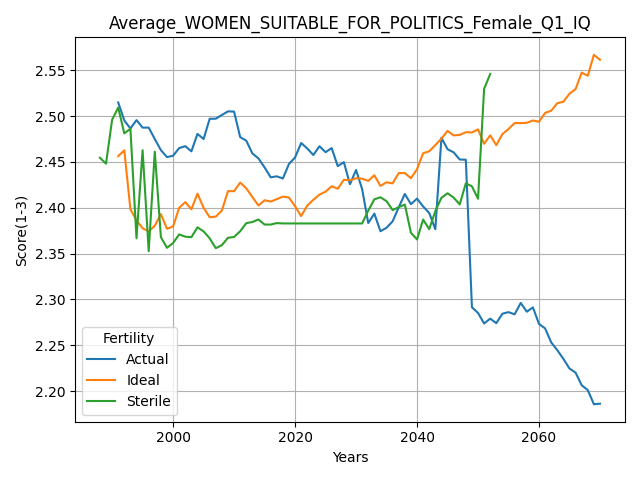 Average_WOMEN_SUITABLE_FOR_POLITICS_Female_Q1_IQ
Score(1-3)
2.55
2.50
2.45
2.40
2.35
2.30
2.25
2.20
Fertility
Actual
Ideal
Sterile
2000
2020
2040
2060
Years